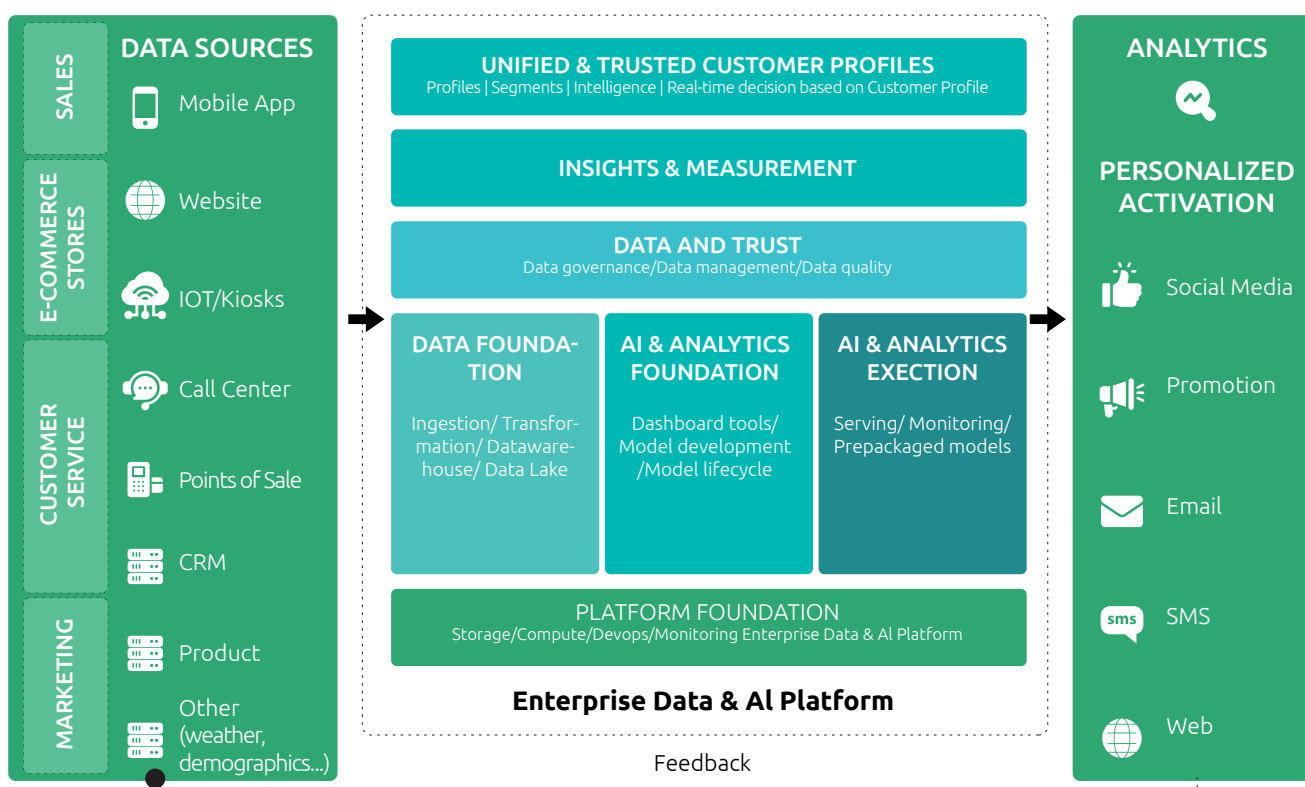 SALES
E-COMMERCE
STORES
CUSTOMER
SERVICE
MARKETING
DATA SOURCES
Mobile App
Website
IOT/Kiosks
Call Center
Points of Sale
CRM
Product
Other
(weather,
demographics...)
UNIFIED & TRUSTED CUSTOMER PROFILES
Profiles | Segments | Intelligence | Real-time decision based on Customer Profile
INSIGHTS & MEASUREMENT
DATA AND TRUST
Data governance/Data management/Data quality
DATA FOUNDA-
TION
Ingestion/ Transfor-
mation/ Dataware-
house/ Data Lake
AI & ANALYTICS
FOUNDATION
Dashboard tools/
Model development
/Model lifecycle
AI & ANALYTICS
EXECTION
Serving/ Monitoring/
Prepackaged models
PLATFORM FOUNDATION
Storage/Compute/Devops/Monitoring Enterprise Data & Al Platform
Enterprise Data & Al Platform
Feedback
ANALYTICS
PERSONALIZED
ACTIVATION
Social Media
Promotion
Email
sms
SMS
Web